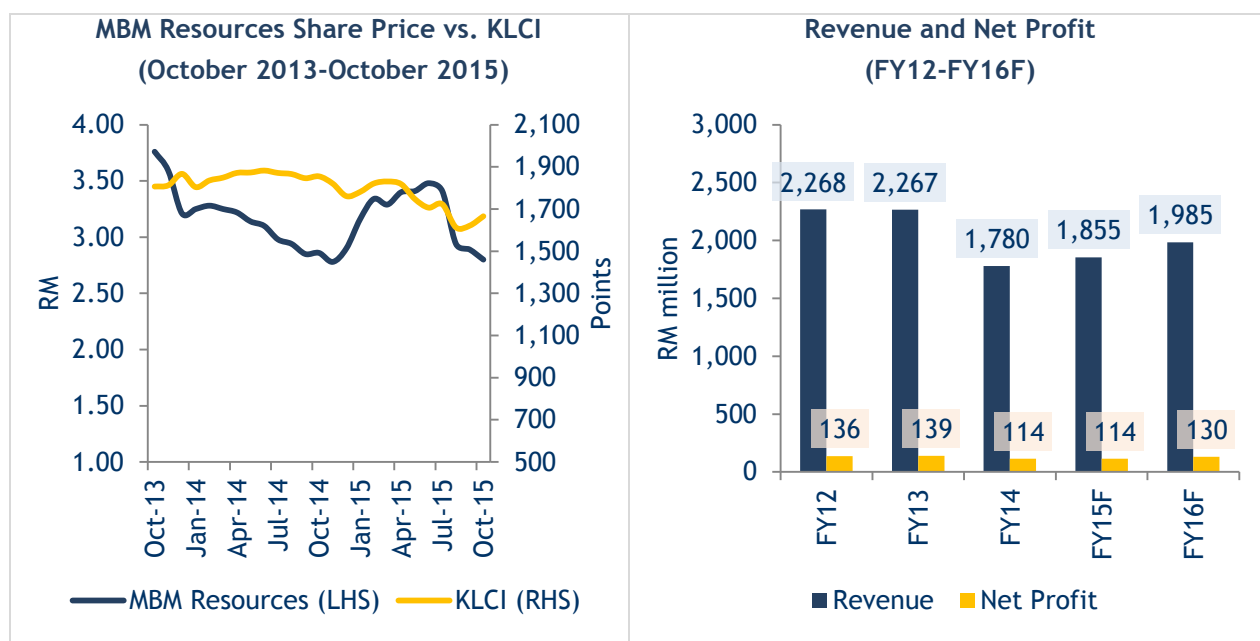 MBM Resources Share Price vs. KLCI
(October 2013-October 2015)
4.00
3.50
3.00
2.50
2.00
1.50
1.00
RM
2,100
1,900
1,700
1,500
1,300
1,100
900
700
500
Points
Oct-13
Jan-14
Apr-14
Jul-14
Oct-14
Jan-15
Apr-15
Jul-15
Oct-15
MBM Resources (LHS)
KLCI (RHS)
Revenue and Net Profit
(FY12-FY16F)
3,000
2,500
2,000
1,500
1,000
500
0
RM million
2,268
2,267
1,780
1,855
1,985
136
139
114
114
130
FY12
FY13
FY14
FY15F
FY16F
Revenue
Net Profit